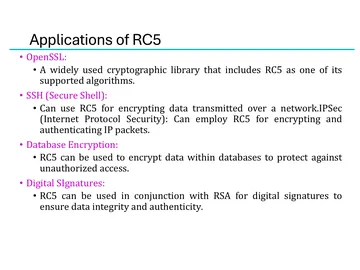 Applications of RC5
• OpenSSL:
• A widely used cryptographic library that includes RC5 as one of its
supported algorithms.
• SSH (Secure Shell):
• Can use RC5 for encrypting data transmitted over a network.IPSec
(Internet Protocol Security): Can employ RC5 for encrypting and
authenticating IP packets.
• Database Encryption:
• RC5 can be used to encrypt data within databases to protect against
unauthorized access.
• Digital SIgnatures:
• RC5 can be used in conjunction with RSA for digital signatures to
ensure data integrity and authenticity.